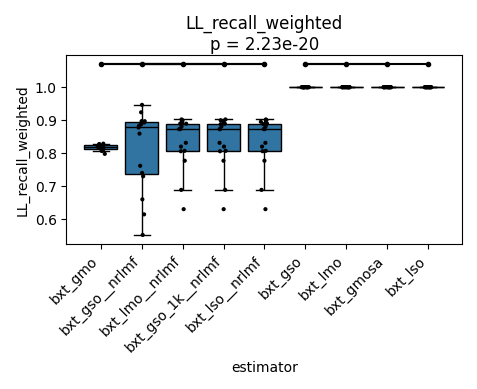 LL_recall_weighted
p = 2.23e-20
LL_recall_weighted
1.0
0.9
0.8
0.7
0.6
bxt_gmo
bxt_gso__nrlmf
bxt_lmo__nrlmf
bxt_gso_1k__nrlmf
bxt_lso__nrlmf
bxt_gso
bxt_lmo
bxt_gmosa
bxt_lso
estimator